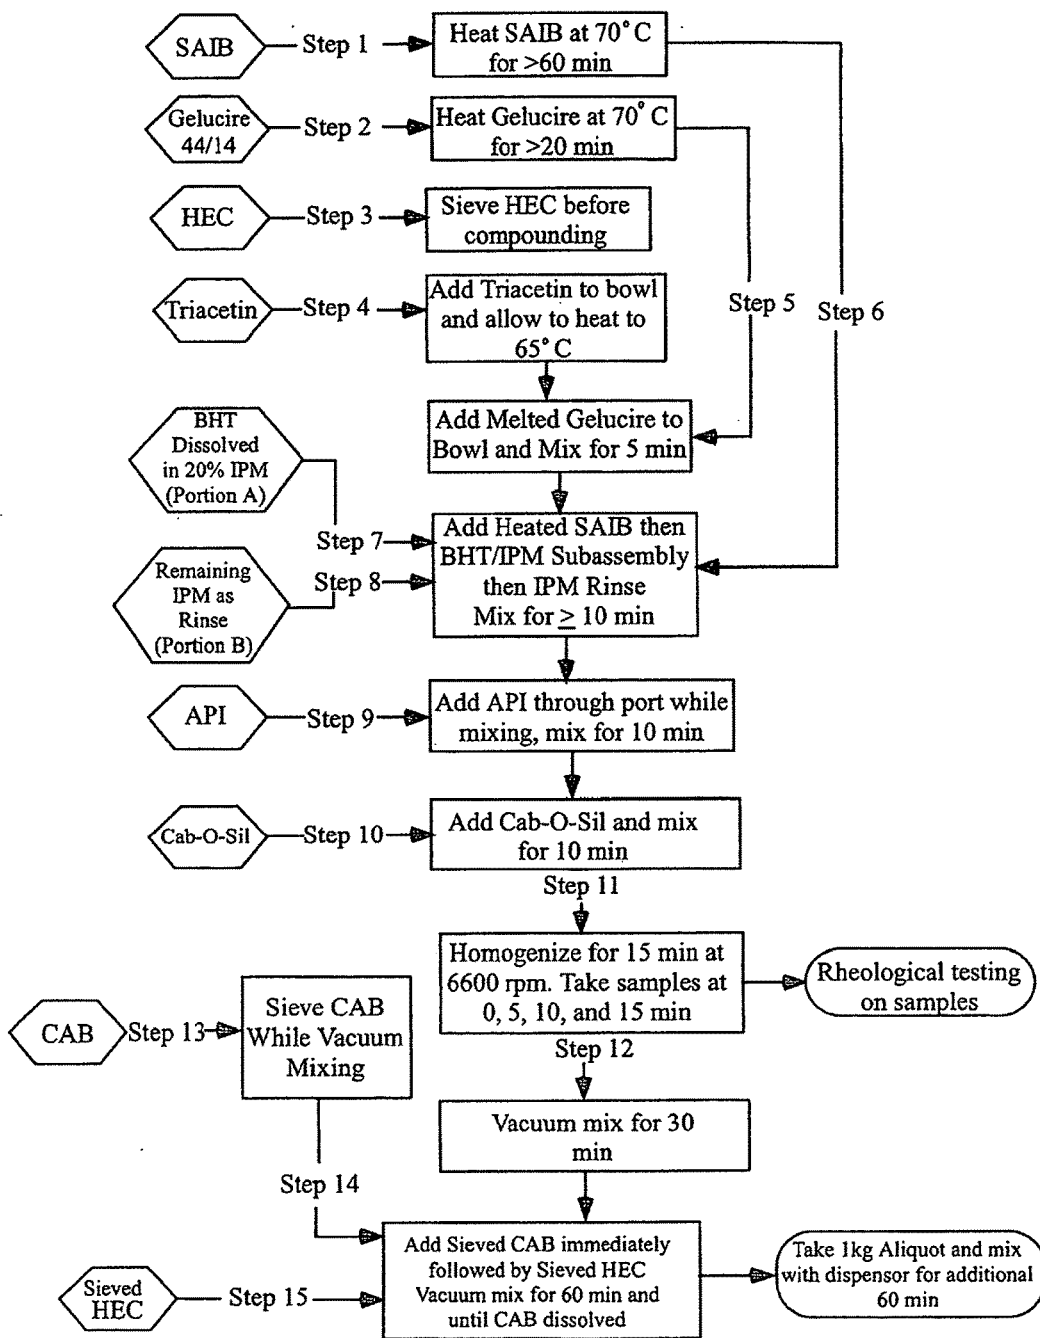 SAIB
Step 1
Heat SAIB at 70° C
for >60 min
Gelucire
44/14
Step 2
Heat Gelucire at 70° C
for >20 min
HEC
Step 3
Sieve HEC before
compounding
Triacetin
Step 4
Add Triacetin to bowl
and allow to heat to
65° C
Step 5
Step 6
Add Melted Gelucire to
Bowl and Mix for 5 min
BHT
Dissolved
in 20% IPM
(Portion A)
Step 7
Remaining
IPM as
Rinse
(Portion B)
Step 8
Add Heated SAIB then
BHT/IPM Subassembly
then IPM Rinse
Mix for ≥ 10 min
API
Step 9
Add API through port while
mixing, mix for 10 min
Cab-O-Sil
Step 10
Add Cab-O-Sil and mix
for 10 min
Step 11
Homogenize for 15 min at
6600 rpm. Take samples at
0, 5, 10, and 15 min
Rheological testing
on samples
Step 12
CAB
Step 13
Sieve CAB
While Vacuum
Mixing
Vacuum mix for 30
min
Step 14
Sieved
HEC
Step 15
Add Sieved CAB immediately
followed by Sieved HEC
Vacuum mix for 60 min and
until CAB dissolved
Take 1kg Aliquot and mix
with dispensor for additional
60 min